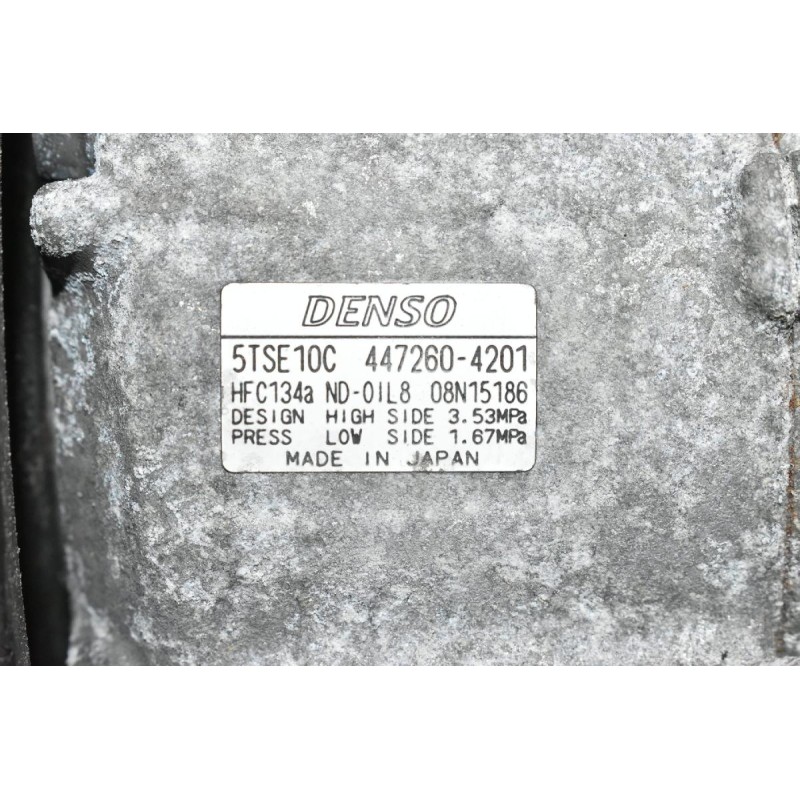 DENSO
5TSE10C 447260-4201
HFC134a ND-OIL8 08N15186
DESIGN HIGH SIDE 3.53MPa
PRESS LOW SIDE 1.67MPa
MADE IN JAPAN